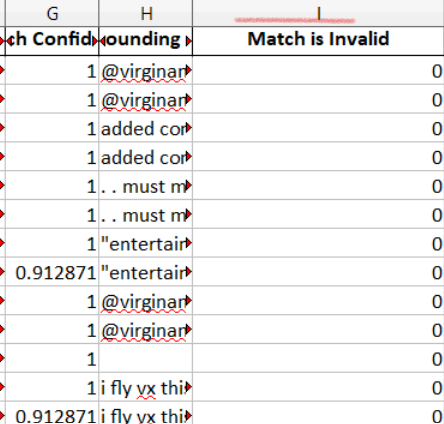 G H I
ch Confid ounding Match is Invalid
1 @virginar 0
1 @virginar 0
1 added cor 0
1 added cor 0
1 . . must m 0
1 . . must m 0
1 "entertair 0
0.912871 "entertair 0
1 @virginar 0
1 @virginar 0
1 0
1 i fly vx thi 0
0.912871 i fly vx thi 0